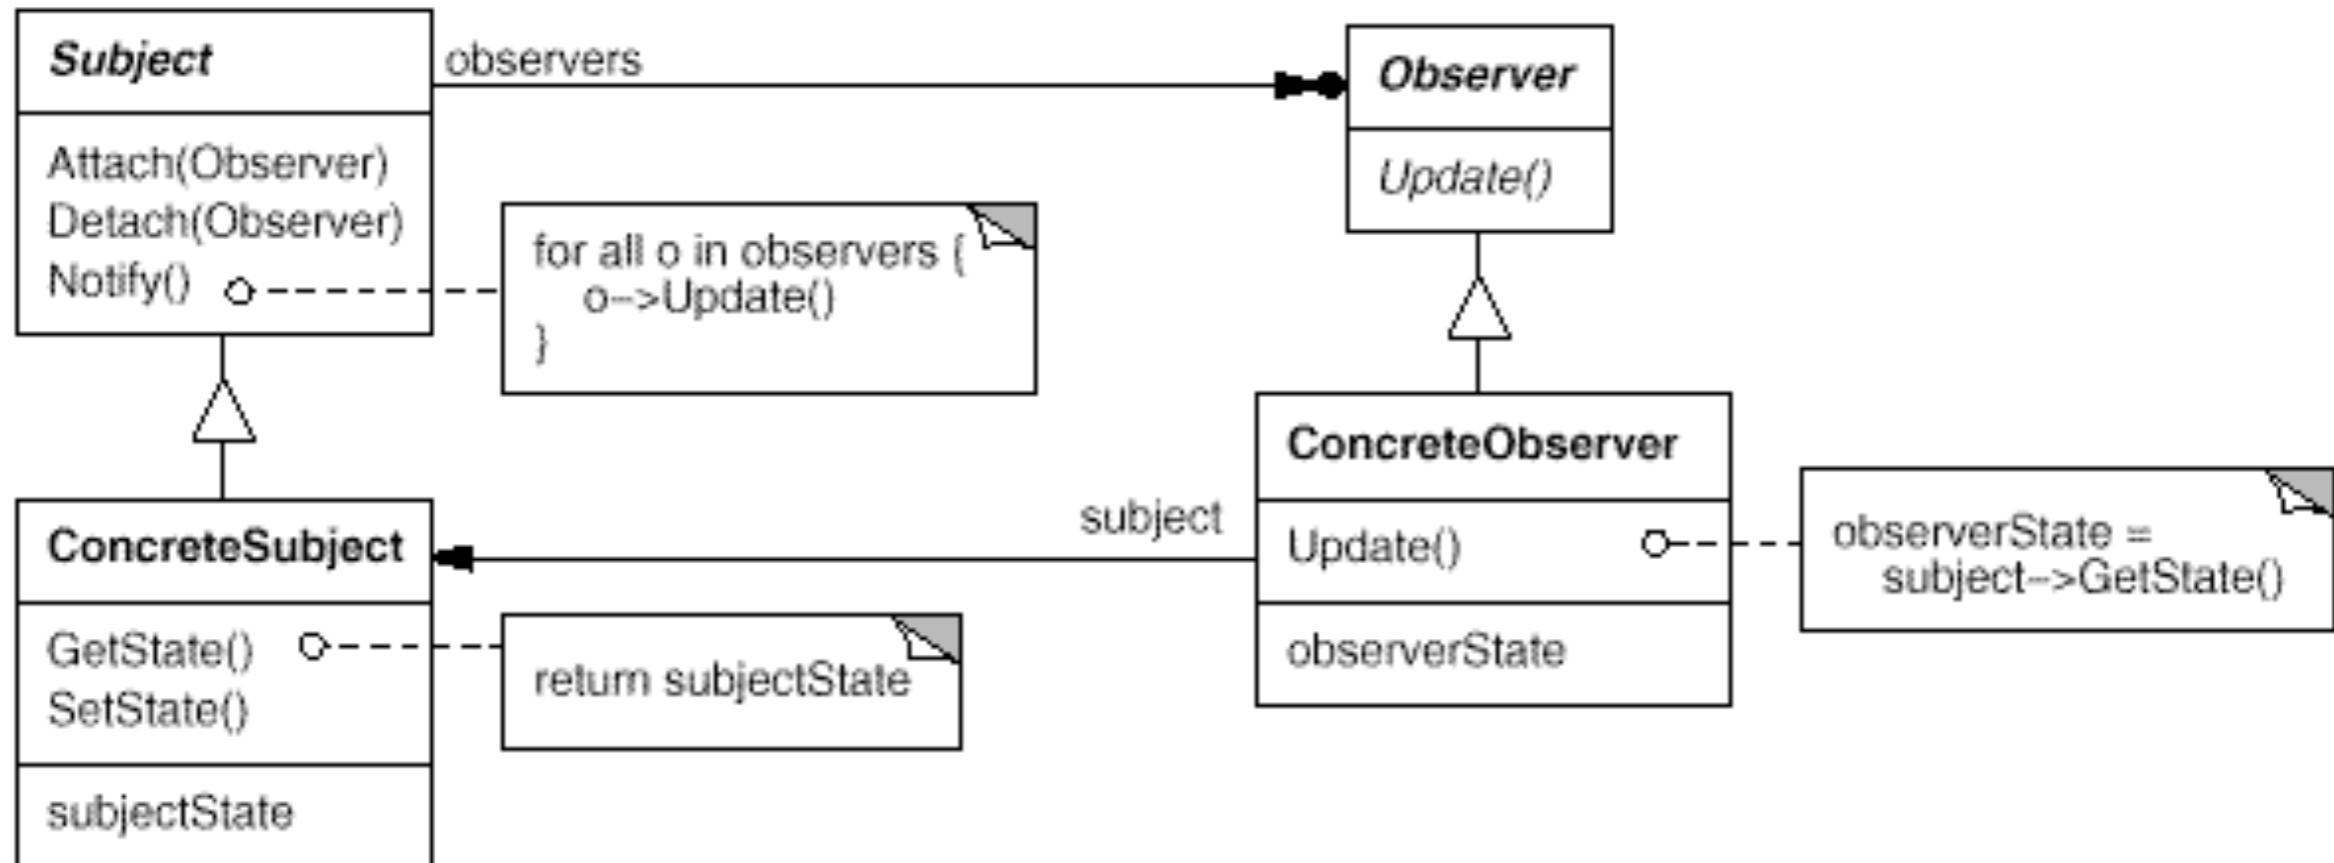 Subject
Attach(Observer)
Detach(Observer)
Notify()
observers
for all o in observers {
o-->Update()
}
Observer
Update()
ConcreteSubject
GetState()
SetState()
subjectState
return subjectState
subject
ConcreteObserver
Update()
observerState
observerState =
subject-->GetState()